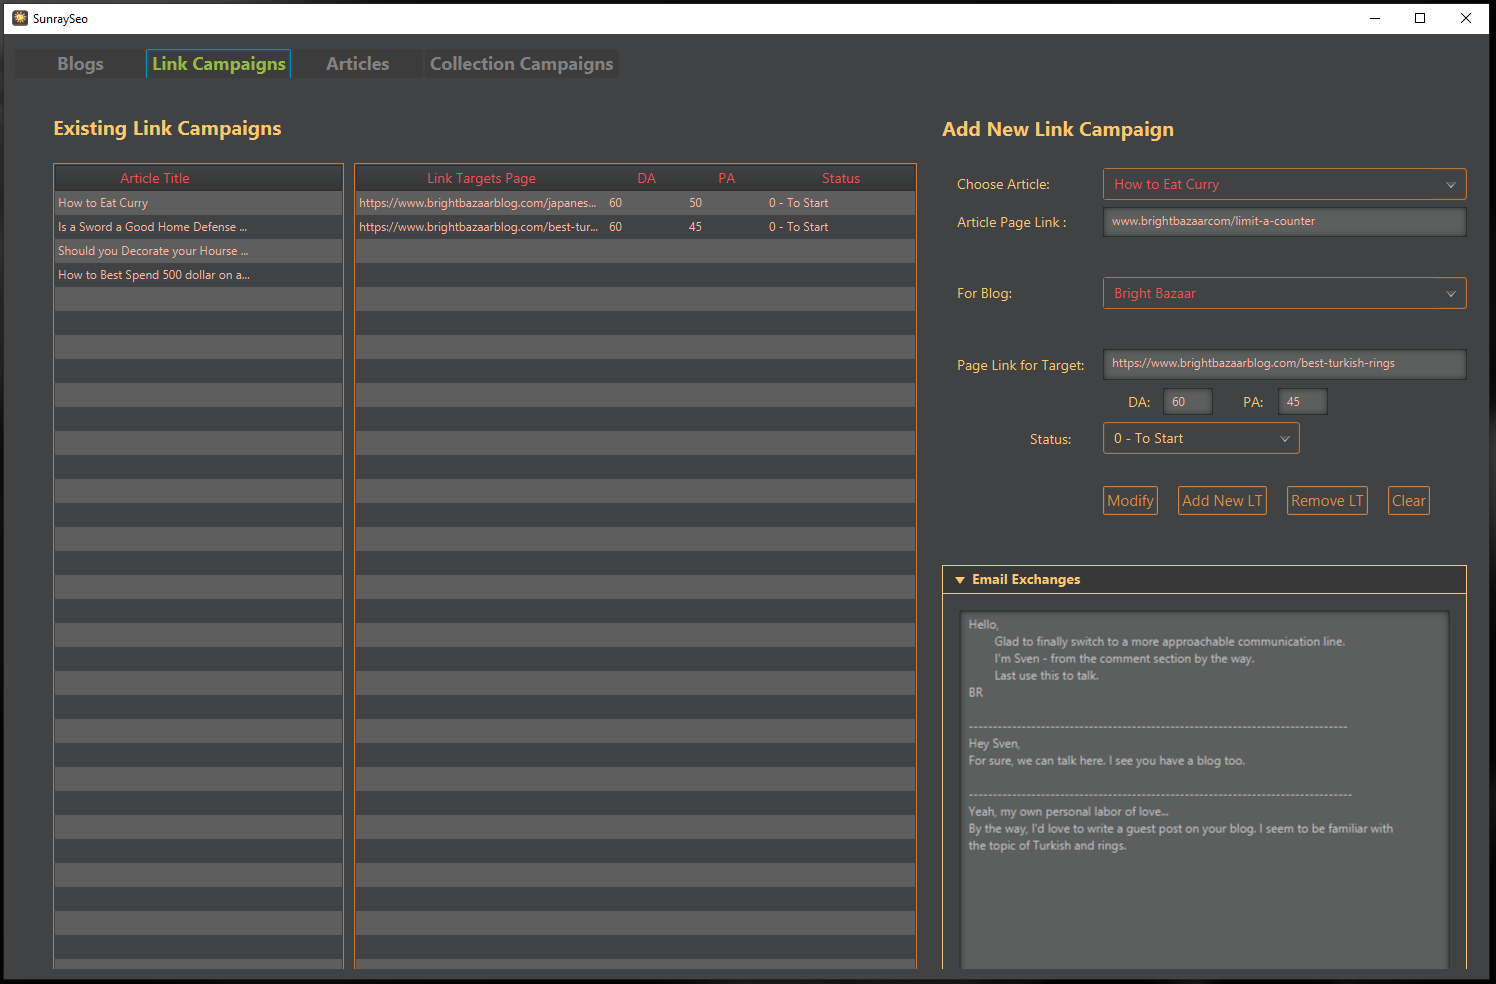 SunraySeo
Blogs Link Campaigns Articles Collection Campaigns
Existing Link Campaigns
Article Title
How to Eat Curry
Is a Sword a Good Home Defense ...
Should you Decorate your Hourse ...
How to Best Spend 500 dollar on a...
Link Targets Page DA PA Status
https://www.brightbazaarblog.com/japanes... 60 50 0 - To Start
https://www.brightbazaarblog.com/best-tur... 60 45 0 - To Start
Add New Link Campaign
Choose Article: How to Eat Curry
Article Page Link : www.brightbazaarcom/limit-a-counter
For Blog: Bright Bazaar
Page Link for Target: https://www.brightbazaarblog.com/best-turkish-rings
DA: 60 PA: 45
Status: 0 - To Start
Modify Add New LT Remove LT Clear
Email Exchanges
Hello,
Glad to finally switch to a more approachable communication line.
I'm Sven - from the comment section by the way.
Last use this to talk.
BR
--------------------------------------------------------------------------------
Hey Sven,
For sure, we can talk here. I see you have a blog too.
---------------------------------------------------------------------------------
Yeah, my own personal labor of love...
By the way, I'd love to write a guest post on your blog. I seem to be familiar with
the topic of Turkish and rings.